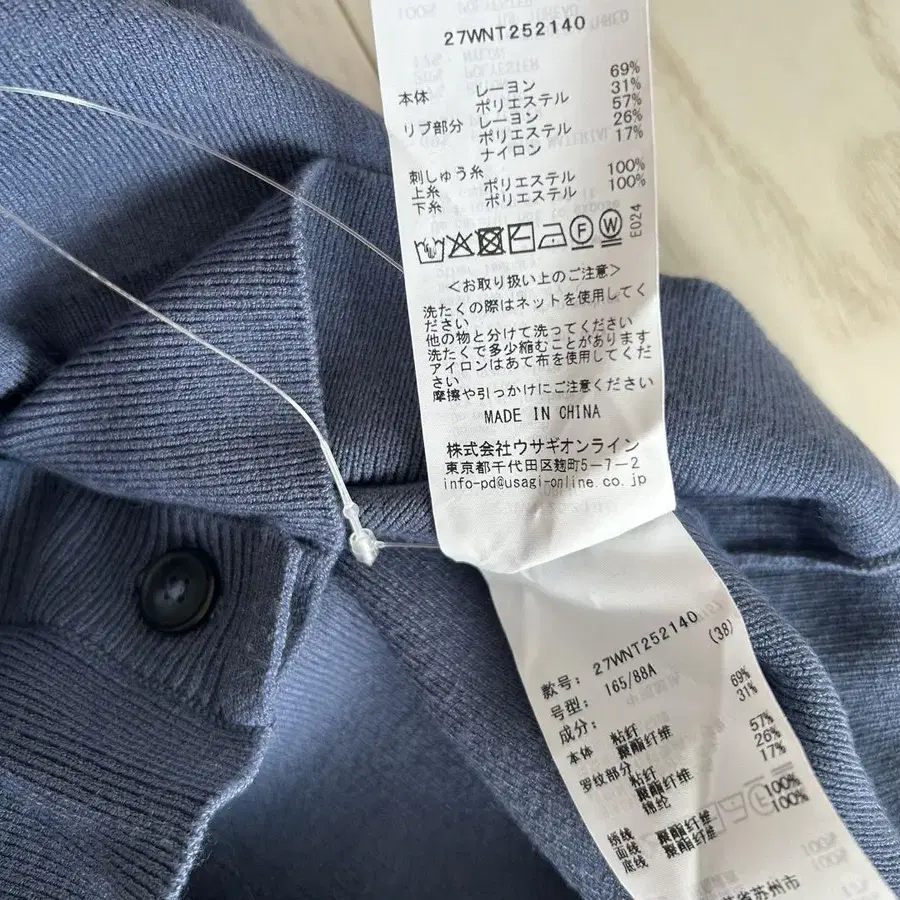 27WNT252140
本体 レーヨン 69%
ポリエステル 31%
リブ部分 レーヨン 57%
ポリエステル 26%
ナイロン 17%
刺しゅう糸
上糸 ポリエステル 100%
下糸 ポリエステル 100%
F W E024
<お取り扱い上のご注意>
洗たくの際はネットを使用してく
ださい
他の物と分けて洗ってください
洗たくで多少縮むことがあります
アイロンはあて布を使用してくだ
さい
摩擦や引っかけにご注意ください
MADE IN CHINA
株式会社ウサギオンライン
東京都千代田区麹町5-7-2
info-pd@usagi-online.co.jp
款号: 27WNT252140
号型: 165/88A (38)
成分:
本体 粘纤 69%
聚酯纤维 31%
罗纹部分 粘纤 57%
聚酯纤维 26%
锦纶 17%
绣线
面线 聚酯纤维 100%
底线 聚酯纤维 100%
省苏州市